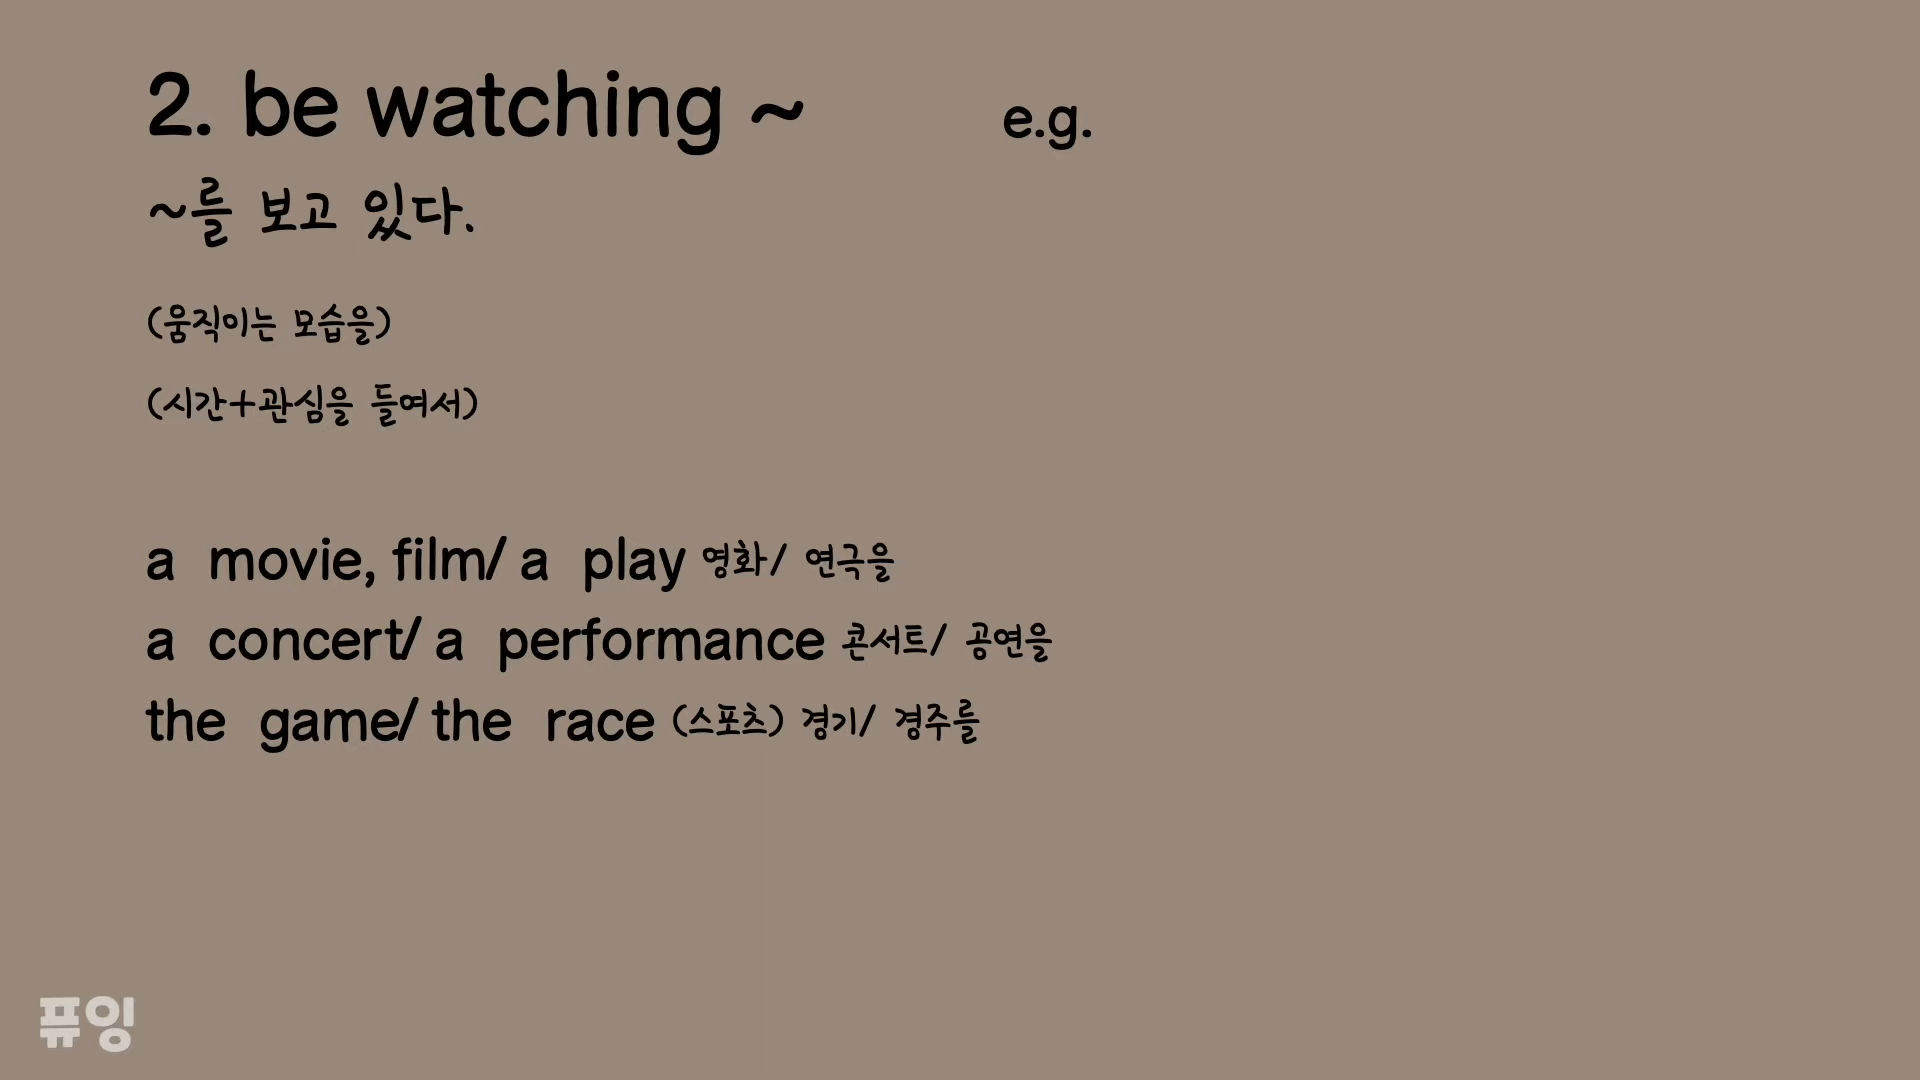 2. be watching ~
e.g.
~를 보고 있다.
(움직이는 모습을)
(시간+관심을 들여서)
a movie, film/ a play 영화/ 연극을
a concert/ a performance 콘서트/ 공연을
the game/ the race (스포츠) 경기/ 경주를
퓨잉